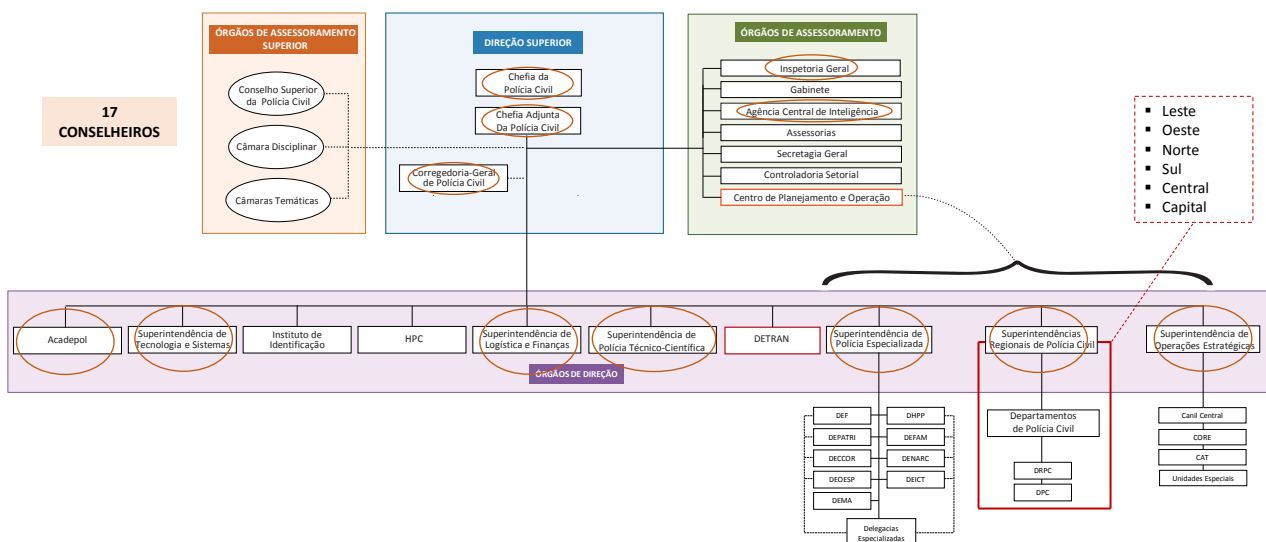 ÓRGÃOS DE ASSESSORAMENTO
SUPERIOR
Conselho Superior
da Polícia Civil
Câmara Disciplinar
Câmaras Temáticas
17
CONSELHEIROS
DIREÇÃO SUPERIOR
Chefia da
Polícia Civil
Chefia Adjunta
Da Polícia Civil
Corregedoria-Geral
de Polícia Civil
ÓRGÃOS DE ASSESSORAMENTO
Inspetoria Geral
Gabinete
Agência Central de Inteligência
Assessorias
Secretagia Geral
Controladoria Setorial
Centro de Planejamento e Operação
Leste
Oeste
Norte
Sul
Central
Capital
Acadepol
Superintendência de
Tecnologia e Sistemas
Instituto de
Identificação
HPC
Superintendência de
Logística e Finanças
Superintendência de
Polícia Técnico-Científica
DETRAN
Superintendência de
Polícia Especializada
Superintendências
Regionais de Polícia Civil
Superintendência de
Operações Estratégicas
ÓRGÃOS DE DIREÇÃO
DEF
DHPP
DEPATRI
DEFAM
DECCOR
DENARC
DEOESP
DEICT
DEMA
Delegacias
Especializadas
Departamentos
de Polícia Civil
DRPC
DPC
Canil Central
CORE
CAT
Unidades Especiais